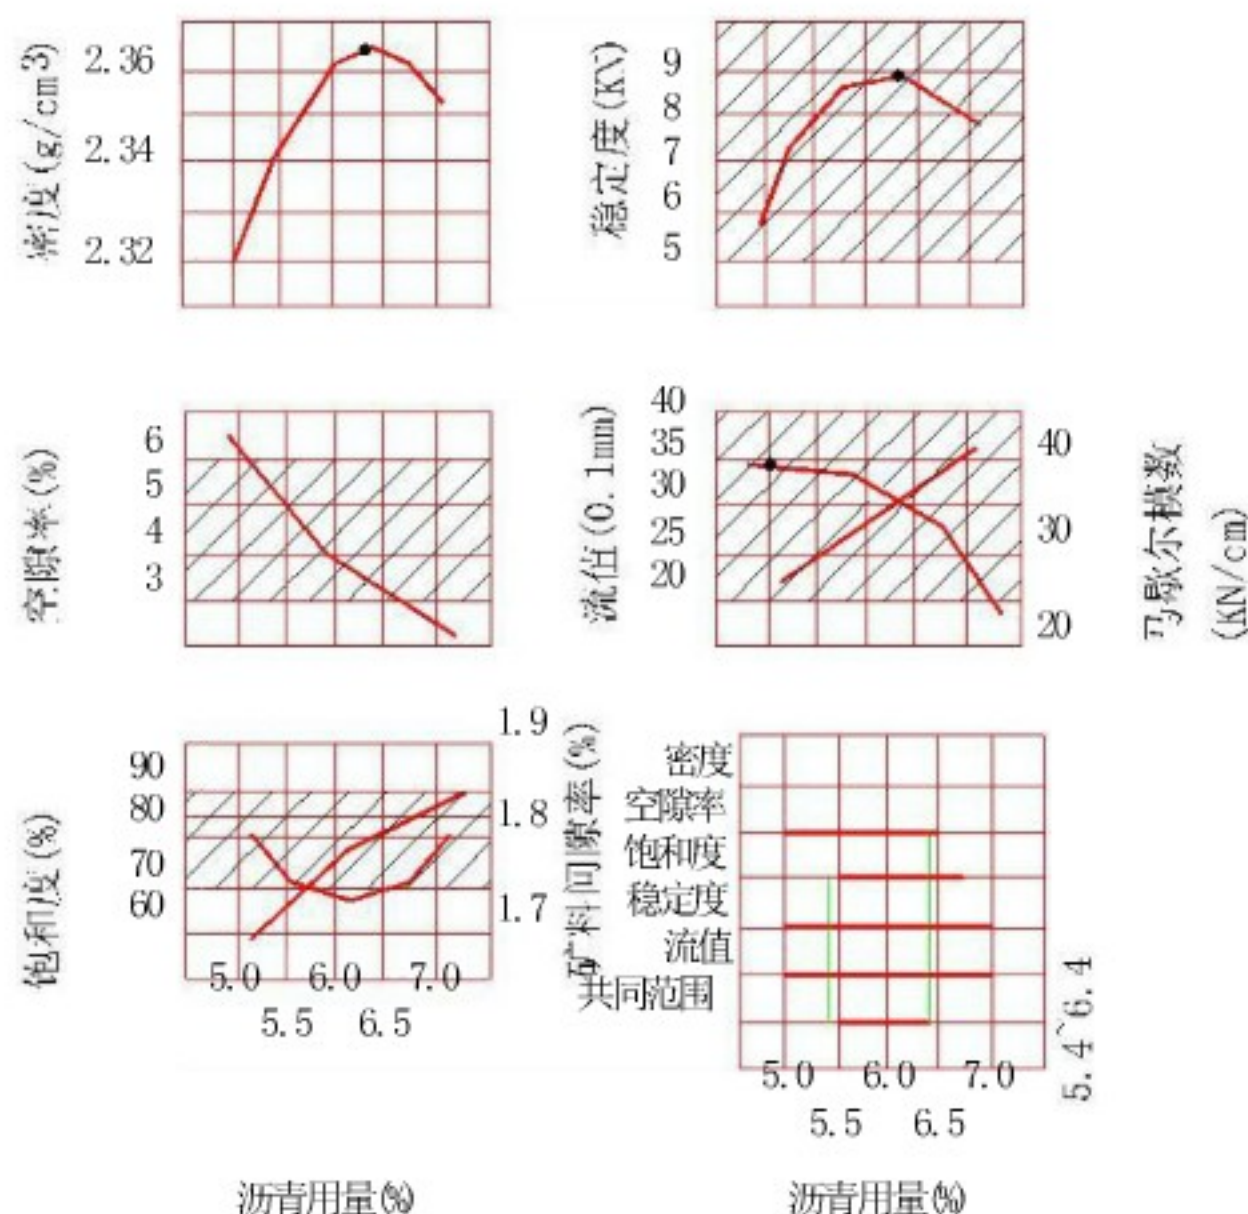 密度(g/cm3)
2.36
2.34
2.32
稳定度(KN)
9
8
7
6
5
空隙率(%)
6
5
4
3
流值(0.1mm)
40
35
30
25
20
40
30
20
马歇尔模数
(KN/cm)
饱和度(%)
90
80
70
60
1.9
1.8
1.7
矿料间隙率(%)
5.0 6.0 7.0
5.5 6.5
密度
空隙率
饱和度
稳定度
流值
共同范围
5.4~6.4
5.0 6.0 7.0
5.5 6.5
沥青用量(%)
沥青用量(%)